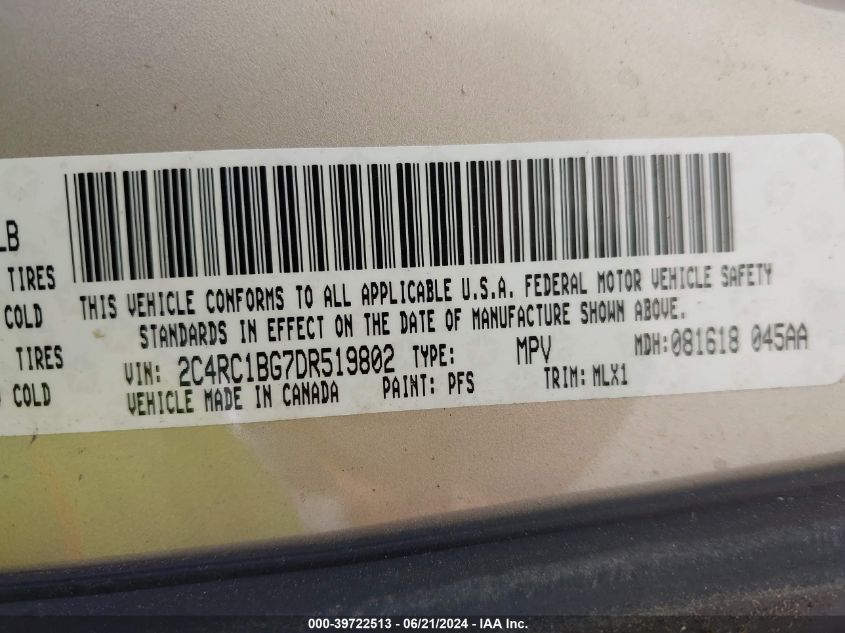 LB
TIRES
COLD
THIS VEHICLE CONFORMS TO ALL APPLICABLE U.S.A. FEDERAL MOTOR VEHICLE SAFETY
STANDARDS IN EFFECT ON THE DATE OF MANUFACTURE SHOWN ABOVE.
TIRES
COLD
VIN: 2C4RC1BG7DR519802 TYPE: MPV MDH:081618 045AA
VEHICLE MADE IN CANADA PAINT: PFS TRIM: MLX1
000-39722513 - 06/21/2024 - IAA Inc.